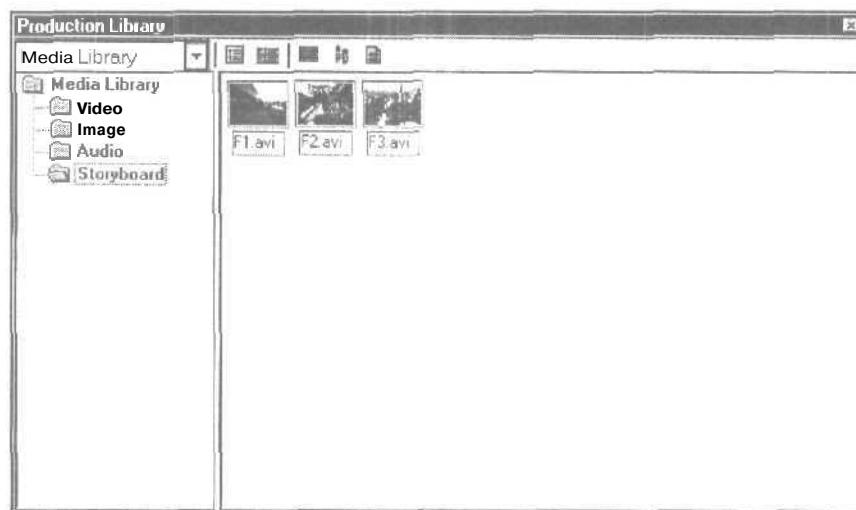 Production Library
Media Library
Media Library
Video
Image
Audio
Storyboard
F1.avi
F2.avi
F3.avi